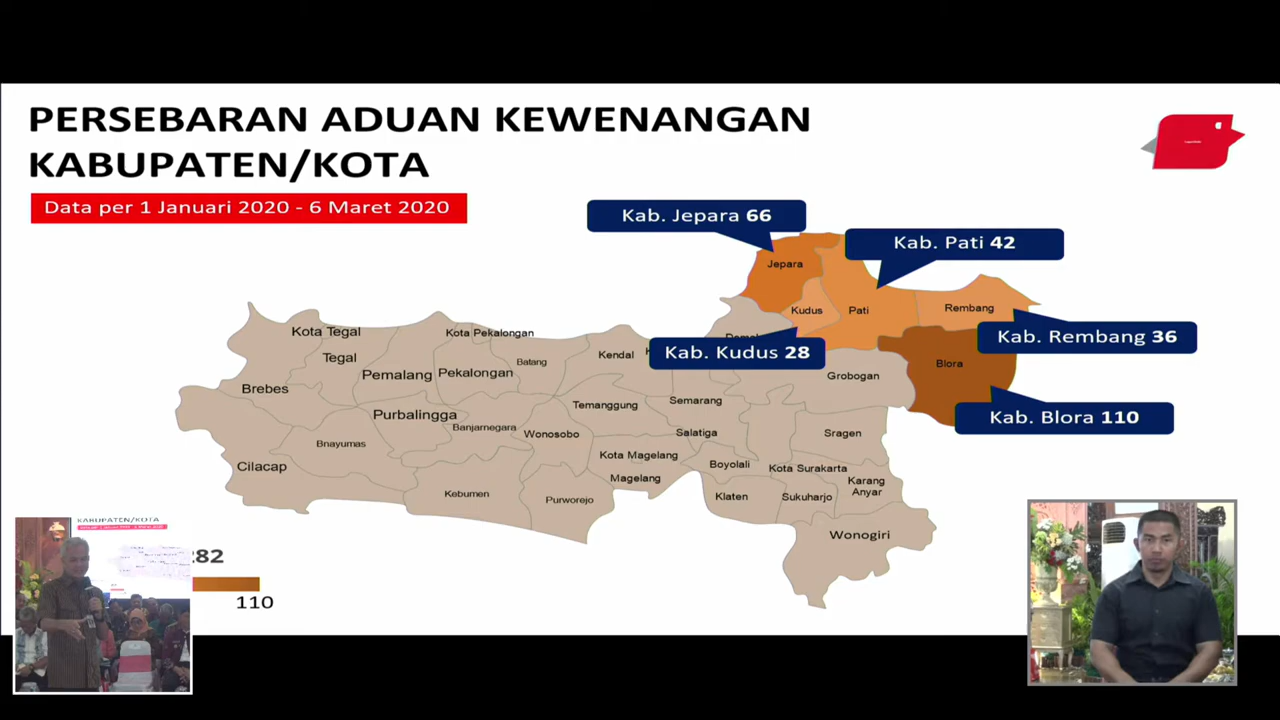 PERSEBARAN ADUAN KEWENANGAN
KABUPATEN/KOTA
Data per 1 Januari 2020 - 6 Maret 2020
Kab. Jepara 66
Kab. Pati 42
Jepara
Kudus
Pati
Rembang
Kab. Rembang 36
Kab. Kudus 28
Blora
Kab. Blora 110
Kota Tegal
Kota Pekalongan
Tegal
Batang
Kendal
Pemalang
Pekalongan
Grobogan
Brebes
Purbalingga
Temanggung
Semarang
Banjarnegara
Wonosobo
Salatiga
Sragen
Bnayumas
Kota Magelang
Cilacap
Boyolali
Kota Surakarta
Magelang
Karang
Anyar
Kebumen
Purworejo
Klaten
Sukuharjo
Wonogiri
KABUPATEN/KOTA
282
110